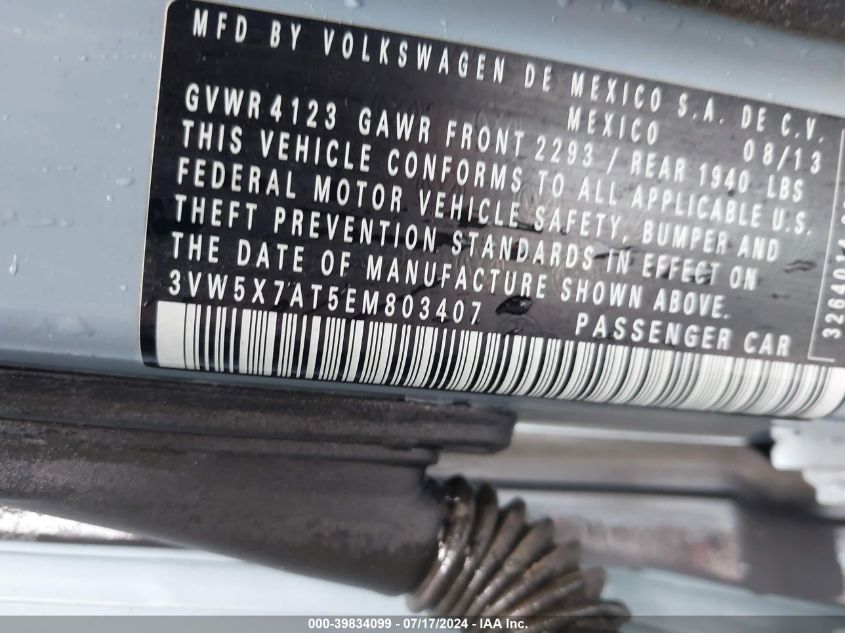 MFD BY VOLKSWAGEN DE MEXICO S.A. DE C.V.
MEXICO
GVWR 4123 GAWR FRONT 2293 / REAR 1940 LBS 08/13
THIS VEHICLE CONFORMS TO ALL APPLICABLE U.S.
FEDERAL MOTOR VEHICLE SAFETY, BUMPER AND
THEFT PREVENTION STANDARDS IN EFFECT ON
THE DATE OF MANUFACTURE SHOWN ABOVE.
3VW5X7AT5EM803407
PASSENGER CAR
000-39834099 - 07/17/2024 - IAA Inc.